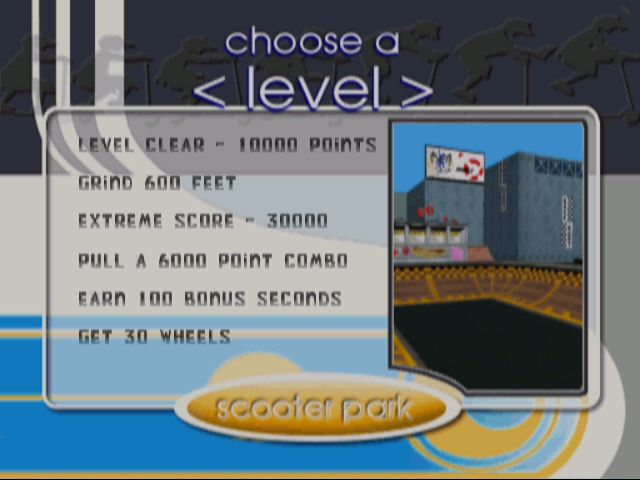 choose a
< level >
LEVEL CLEAR - 10000 POINTS
GRIND 600 FEET
EXTREME SCORE - 30000
PULL A 6000 POINT COMBO
EARN 100 BONUS SECONDS
GET 30 WHEELS
scooter park